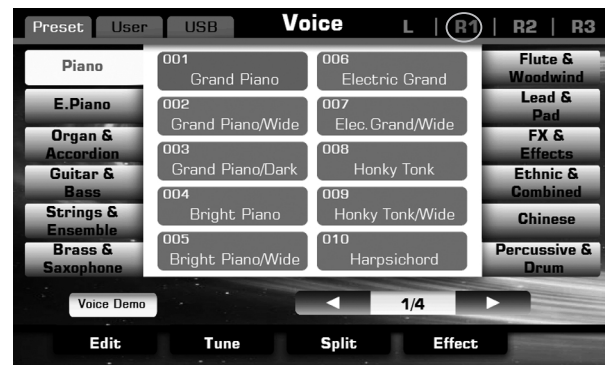 Preset User USB Voice L | R1 | R2 | R3
Piano
E.Piano
Organ &
Accordion
Guitar &
Bass
Strings &
Ensemble
Brass &
Saxophone
001
Grand Piano
002
Grand Piano/Wide
003
Grand Piano/Dark
004
Bright Piano
005
Bright Piano/Wide
006
Electric Grand
007
Elec.Grand/Wide
008
Honky Tonk
009
Honky Tonk/Wide
010
Harpsichord
Flute &
Woodwind
Lead &
Pad
FX &
Effects
Ethnic &
Combined
Chinese
Percussive &
Drum
Voice Demo
1/4
Edit Tune Split Effect